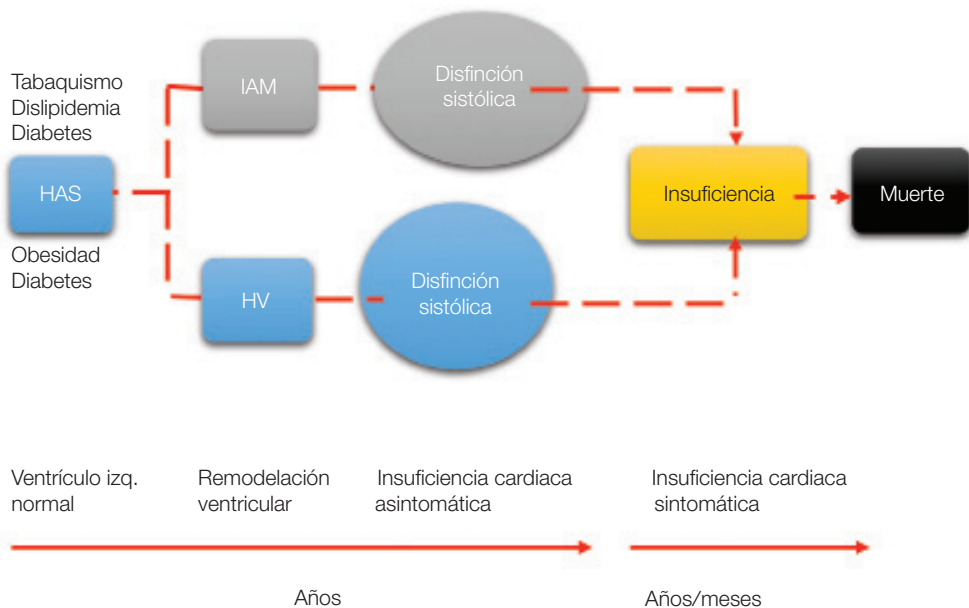 Tabaquismo
Dislipidemia
Diabetes
HAS
Obesidad
Diabetes
IAM
HV
Disfinción
sistólica
Disfinción
sistólica
Insuficiencia
Muerte
Ventrículo izq.
normal
Remodelación
ventricular
Insuficiencia cardiaca
asintomática
Insuficiencia cardiaca
sintomática
Años
Años/meses